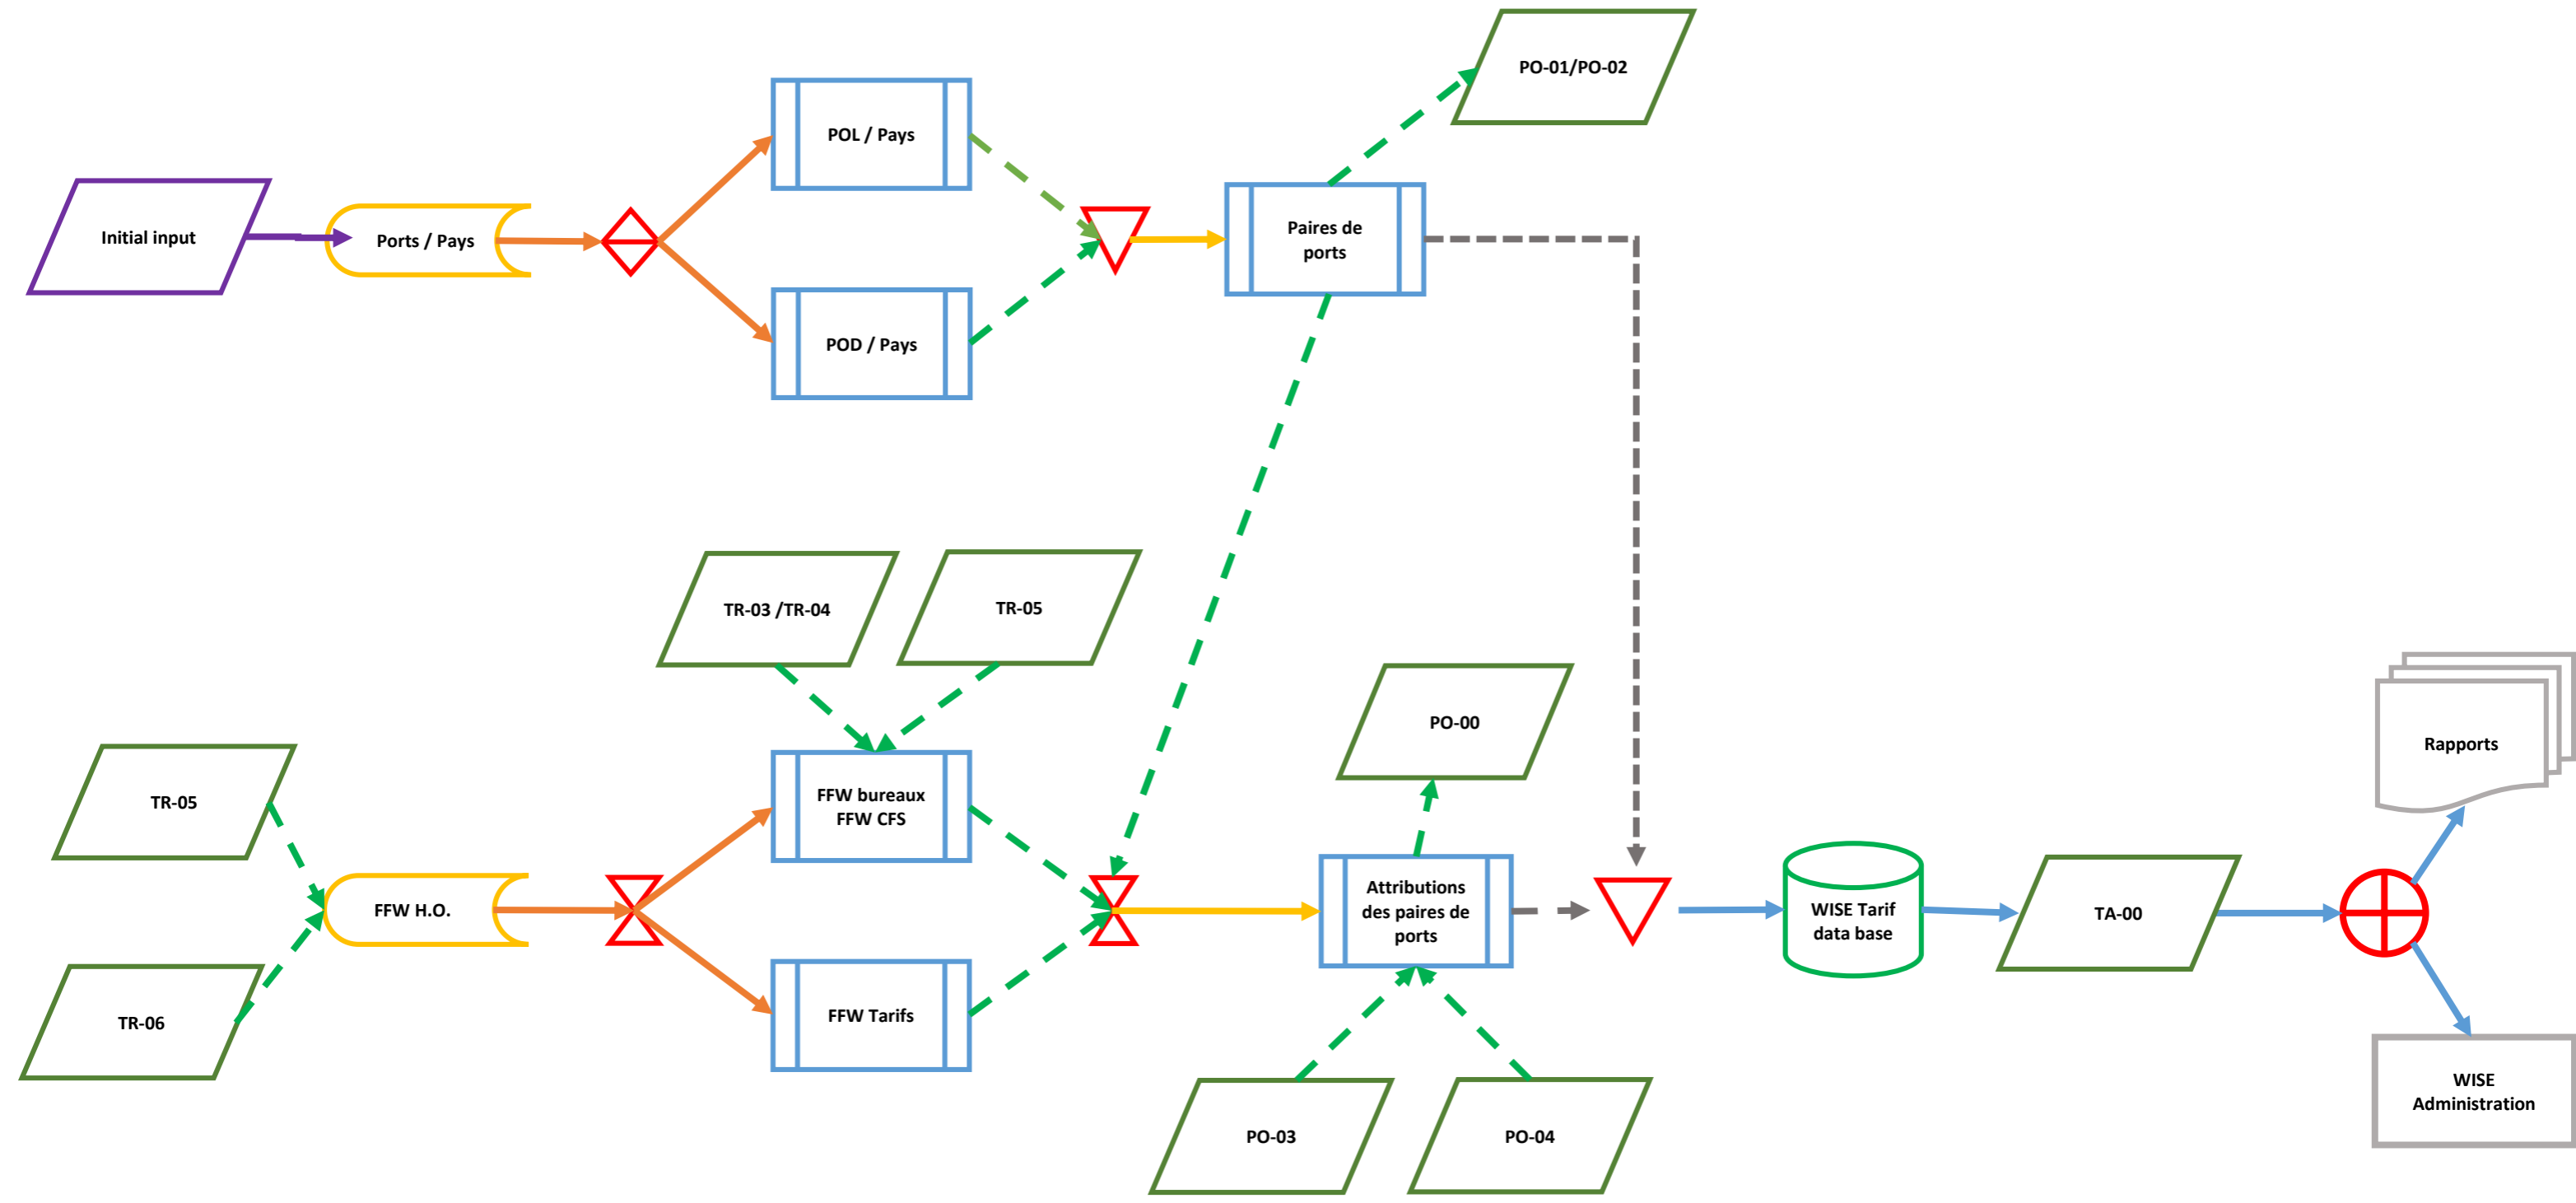 PO-01/PO-02
POL / Pays
Initial input
Ports / Pays
Paires de
ports
POD / Pays
TR-03 /TR-04
TR-05
PO-00
Rapports
TR-05
FFW bureaux
FFW CFS
FFW H.O.
Attributions
des paires de
ports
WISE Tarif
data base
TA-00
TR-06
FFW Tarifs
WISE
Administration
PO-03
PO-04